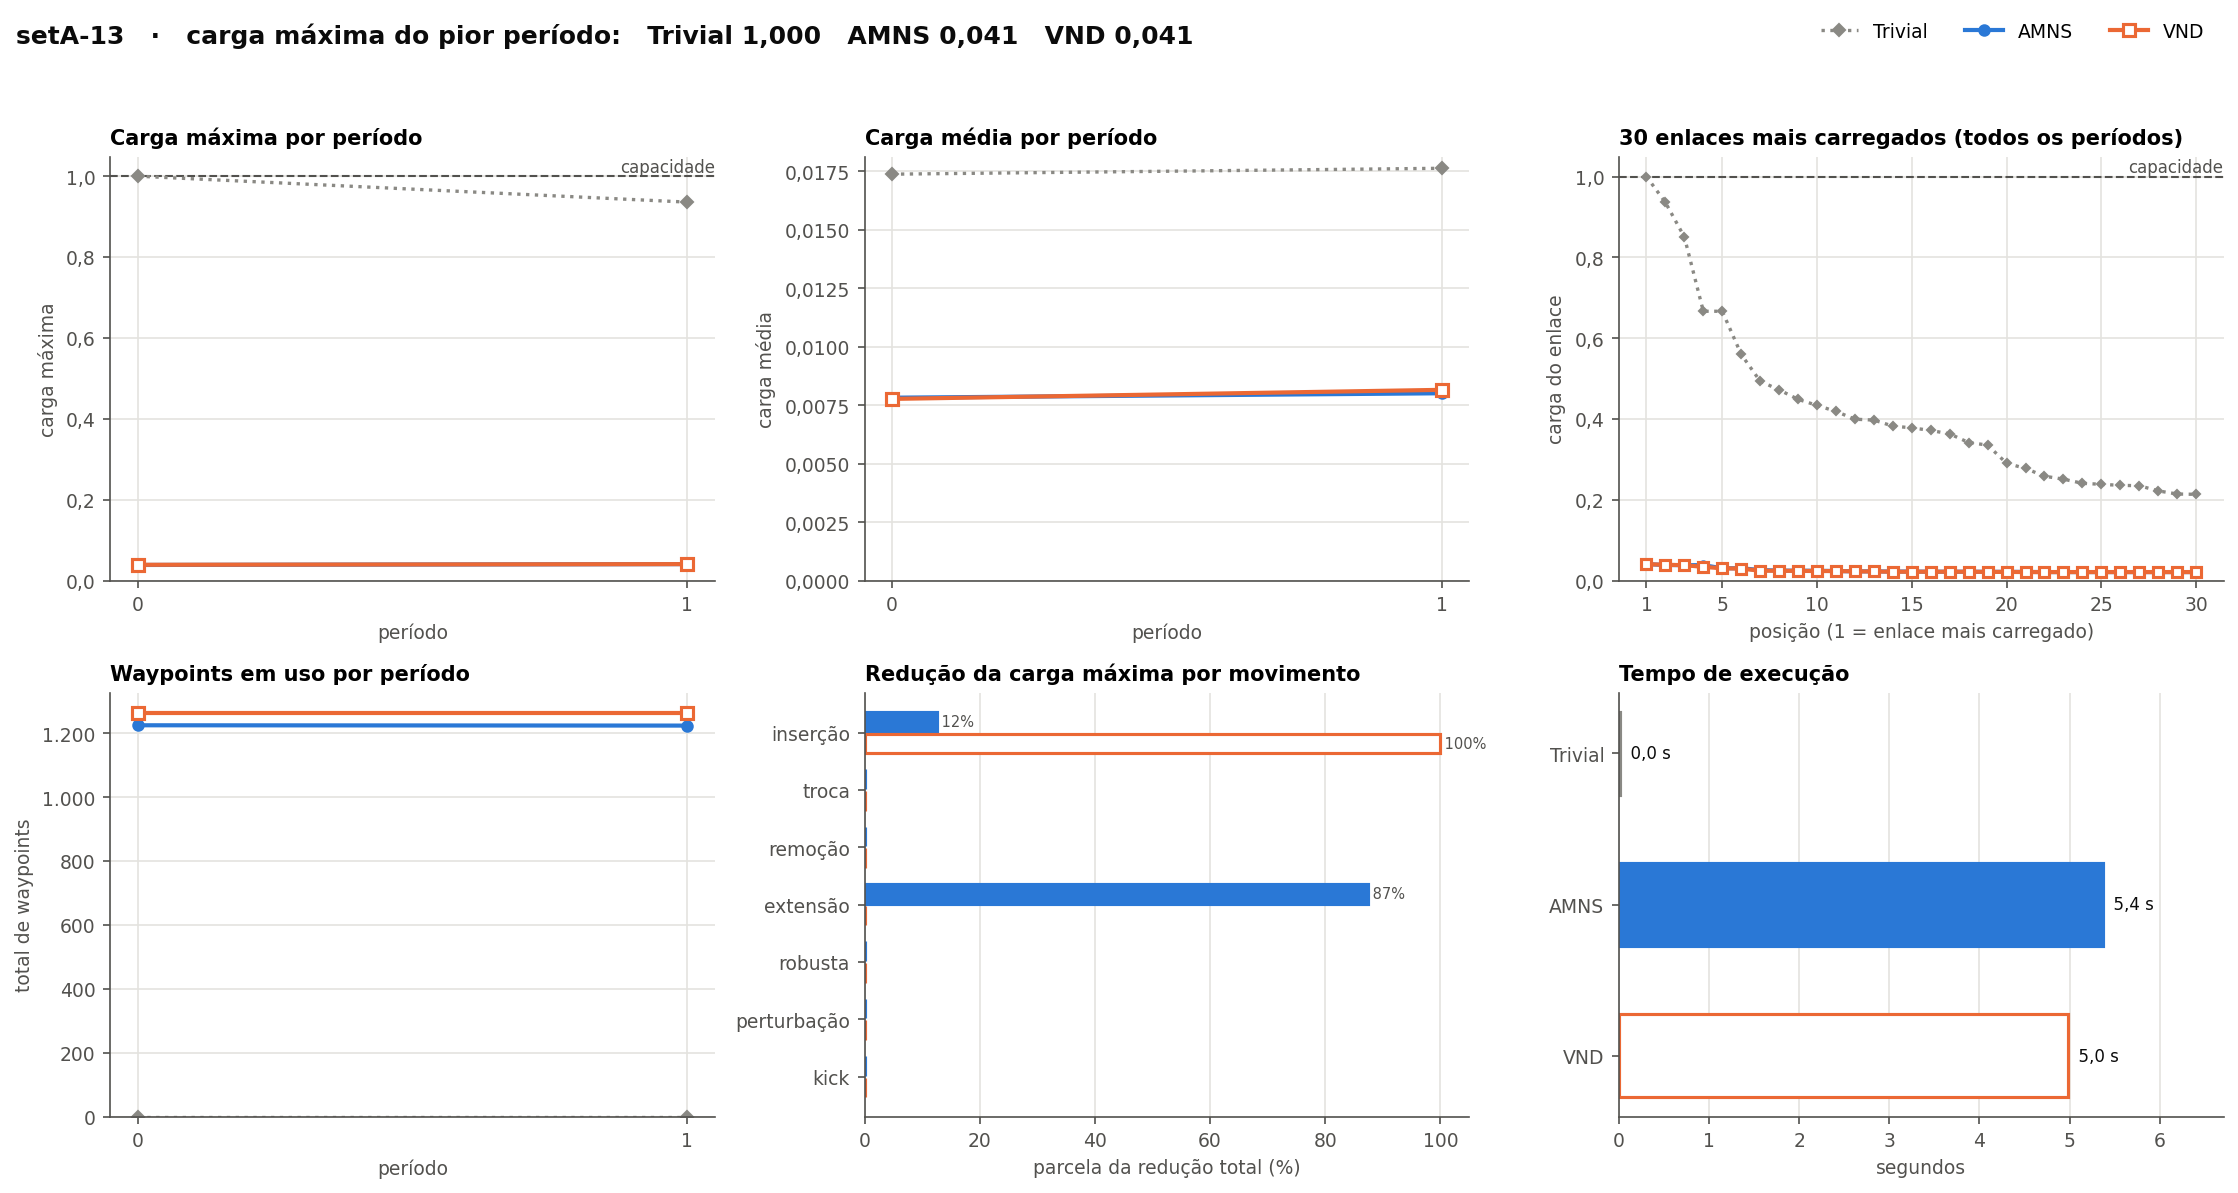 setA-13 · carga máxima do pior período: Trivial 1,000 AMNS 0,041 VND 0,041
Trivial
AMNS
VND
Carga máxima por período
capacidade
1,0
0,8
0,6
0,4
0,2
0,0
carga máxima
0
1
período
Carga média por período
0,0175
0,0150
0,0125
0,0100
0,0075
0,0050
0,0025
0,0000
carga média
0
1
período
30 enlaces mais carregados (todos os períodos)
capacidade
1,0
0,8
0,6
0,4
0,2
0,0
carga do enlace
1
5
10
15
20
25
30
posição (1 = enlace mais carregado)
Waypoints em uso por período
1.200
1.000
800
600
400
200
0
total de waypoints
0
1
período
Redução da carga máxima por movimento
inserção
12%
100%
troca
remoção
extensão
87%
robusta
perturbação
kick
0
20
40
60
80
100
parcela da redução total (%)
Tempo de execução
Trivial
0,0 s
AMNS
5,4 s
VND
5,0 s
0
1
2
3
4
5
6
segundos